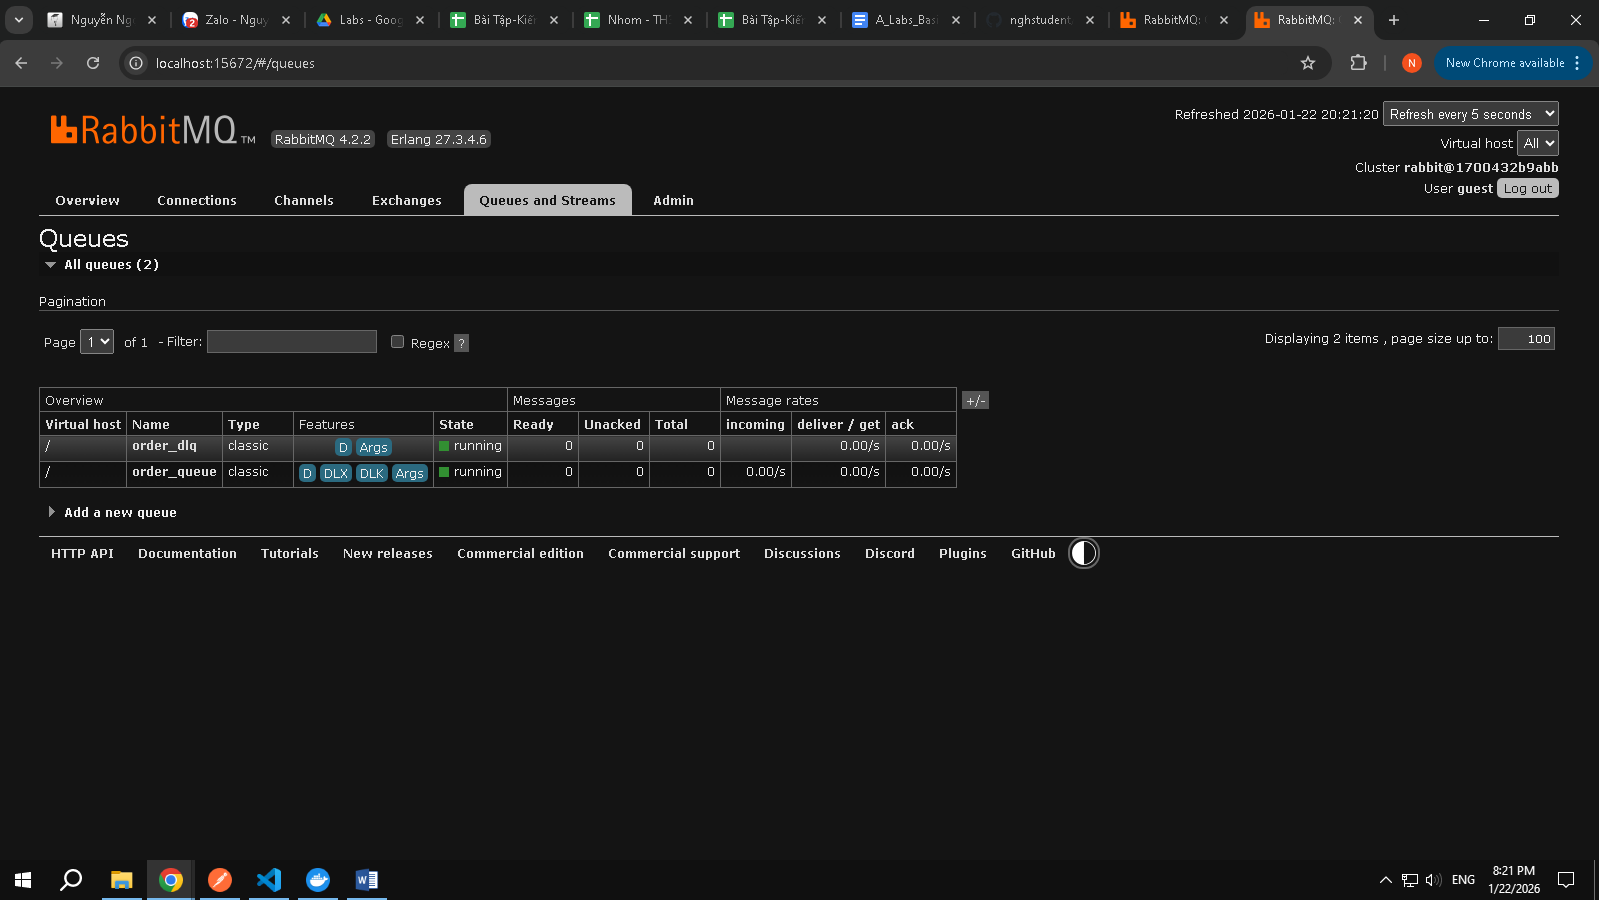 Nguyễn Ng
Zalo - Nguy
Labs - Goog
Bài Tập-Kiể
Nhom - TH
Bài Tập-Kiể
A_Labs_Bas
nghstudent
RabbitMQ:
RabbitMQ:
localhost:15672/#/queues
N
New Chrome available
RabbitMQ TM
RabbitMQ 4.2.2
Erlang 27.3.4.6
Refreshed 2026-01-22 20:21:20
Refresh every 5 seconds
Virtual host All
Cluster rabbit@1700432b9abb
User guest Log out
Overview Connections Channels Exchanges Queues and Streams Admin
Queues
All queues (2)
Pagination
Page 1 of 1 - Filter: Regex ?
Displaying 2 items , page size up to: 100
Overview Messages Message rates +/-
Virtual host Name Type Features State Ready Unacked Total incoming deliver / get ack
/ order_dlq classic D Args running 0 0 0 0.00/s 0.00/s
/ order_queue classic D DLX DLK Args running 0 0 0 0.00/s 0.00/s 0.00/s
Add a new queue
HTTP API Documentation Tutorials New releases Commercial edition Commercial support Discussions Discord Plugins GitHub
ENG
8:21 PM
1/22/2026